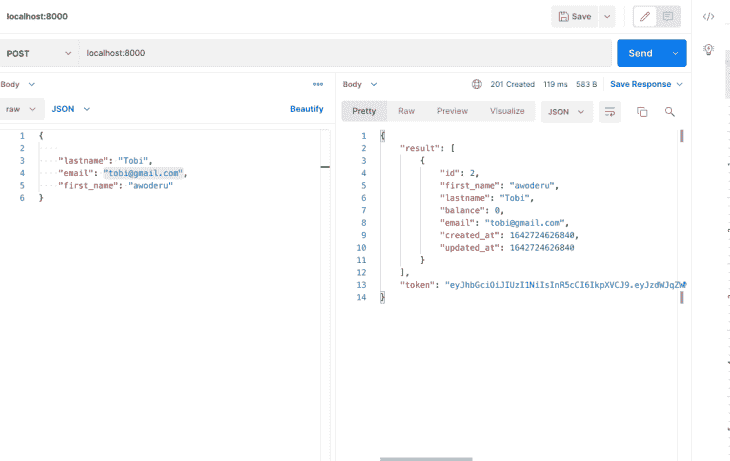 localhost:8000
Save
POST
localhost:8000
Send
Body
Body
201 Created 119 ms 583 B Save Response
raw JSON Beautify
Pretty Raw Preview Visualize JSON
1 {
2
3 "lastname": "Tobi",
4 "email": "tobi@gmail.com",
5 "first_name": "awoderu"
6 }
1 {
2 "result": [
3 {
4 "id": 2,
5 "first_name": "awoderu",
6 "lastname": "Tobi",
7 "balance": 0,
8 "email": "tobi@gmail.com",
9 "created_at": 1642724626840,
10 "updated_at": 1642724626840
11 }
12 ],
13 "token": "eyJhbGciOiJIUzI1NiIsInR5cCI6IkpXVCJ9.eyJzdWJqZW
14 }